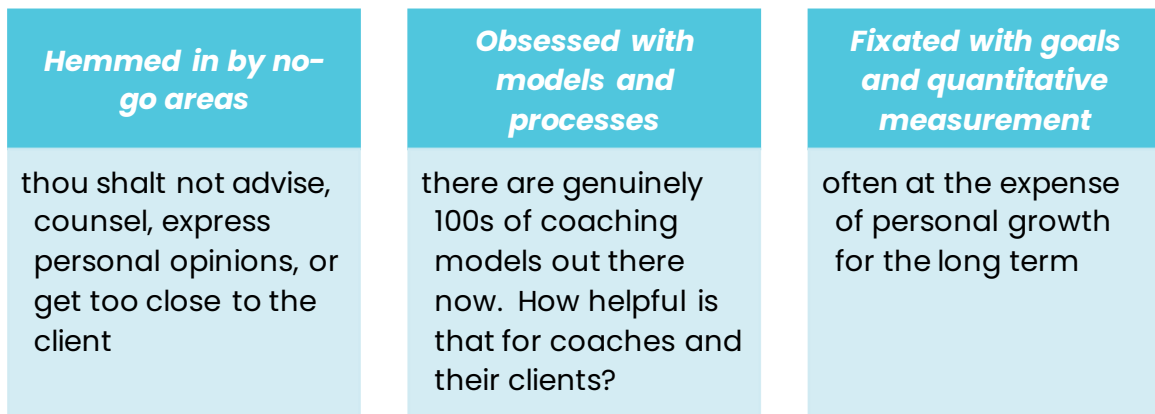 Hemmed in by no-
go areas
thou shalt not advise,
counsel, express
personal opinions, or
get too close to the
client
Obsessed with
models and
processes
there are genuinely
100s of coaching
models out there
now.  How helpful is
that for coaches and
their clients?
Fixated with goals
and quantitative
measurement
often at the expense
of personal growth
for the long term